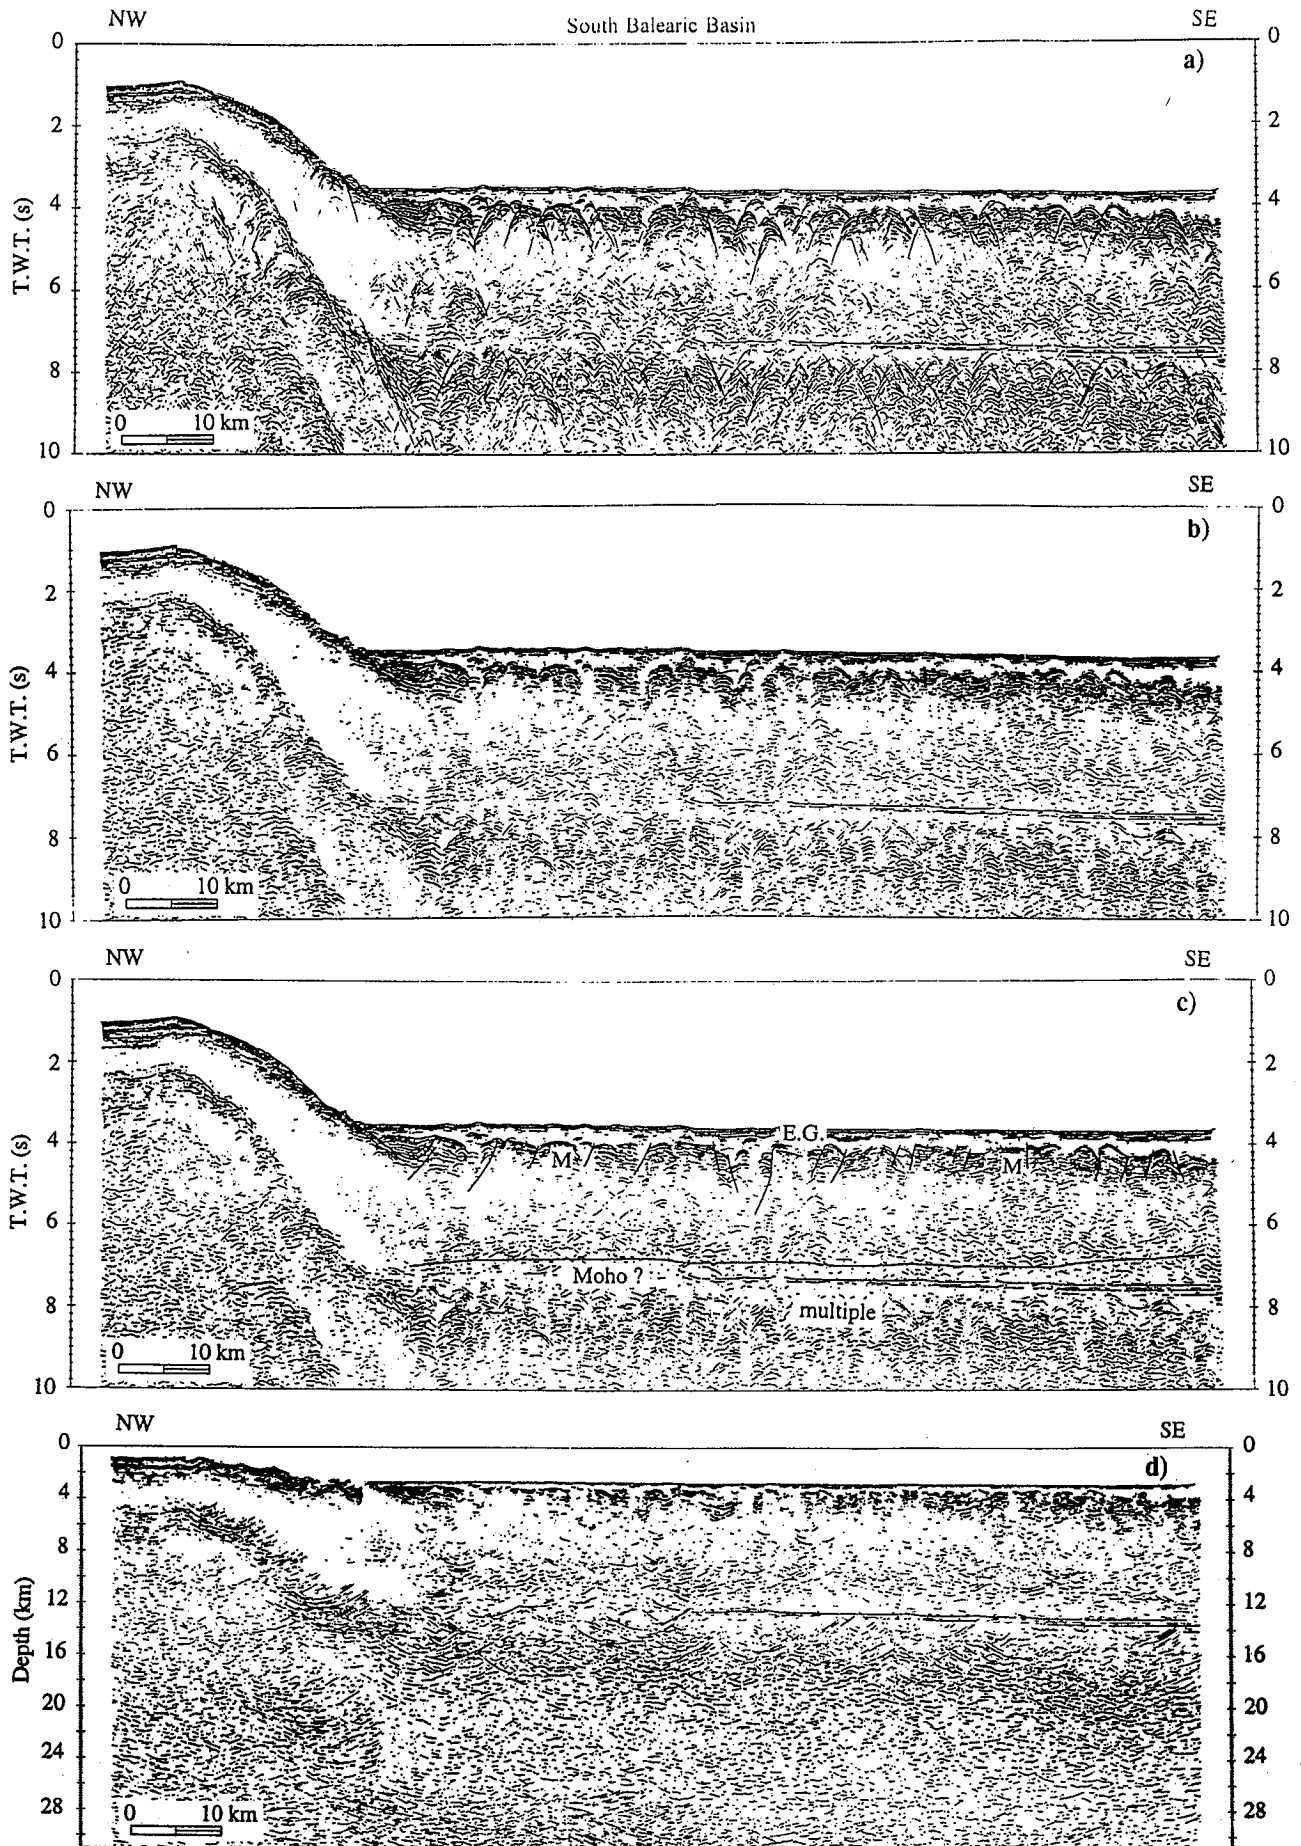 NW South Balearic Basin SE
a)
0 0
2 2
4 4
T.W.T. (s)
6 6
8 8
0 10 km
10 10
NW SE
b)
0 0
2 2
4 4
T.W.T. (s)
6 6
8 8
0 10 km
10 10
NW SE
c)
0 0
2 2
E.G.
4 4
M M
T.W.T. (s)
6 6
Moho ?
multiple
8 8
0 10 km
10 10
NW SE
d)
0 0
4 4
8 8
Depth (km)
12 12
16 16
20 20
24 24
28 28
0 10 km